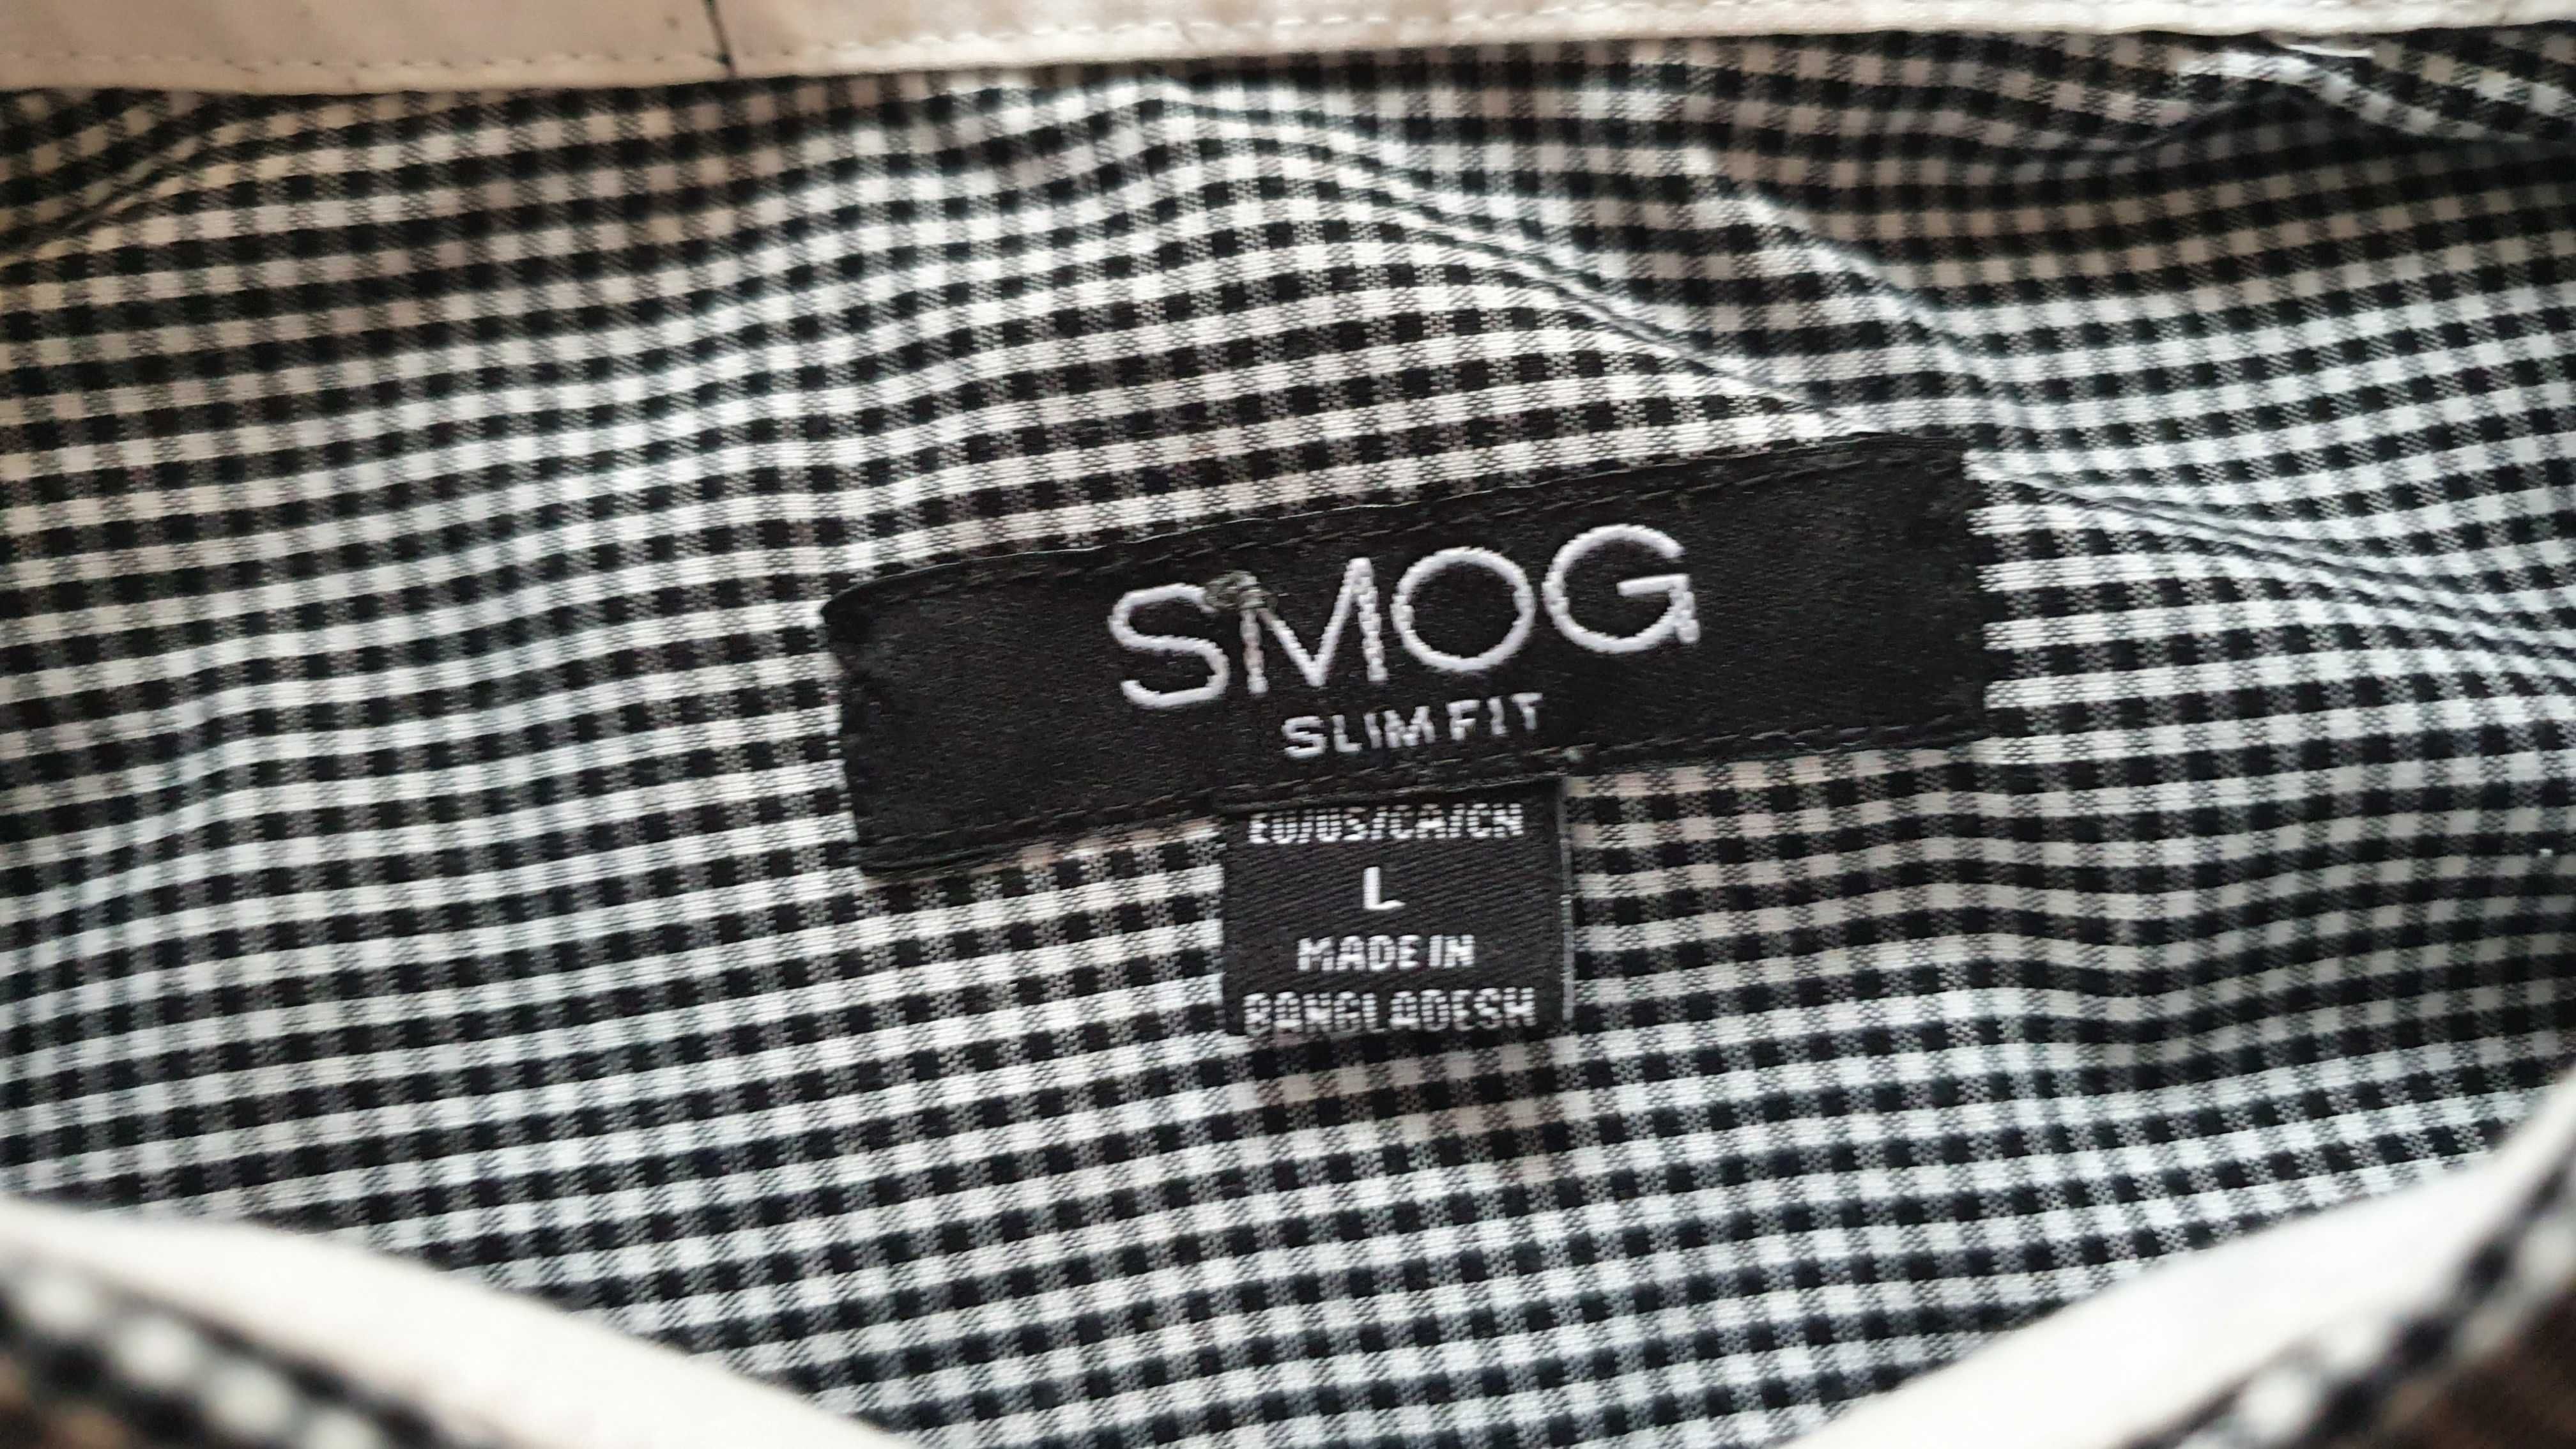 SMOG
SLIM FIT
EU/US/CA/CN
L
MADE IN
BANGLADESH